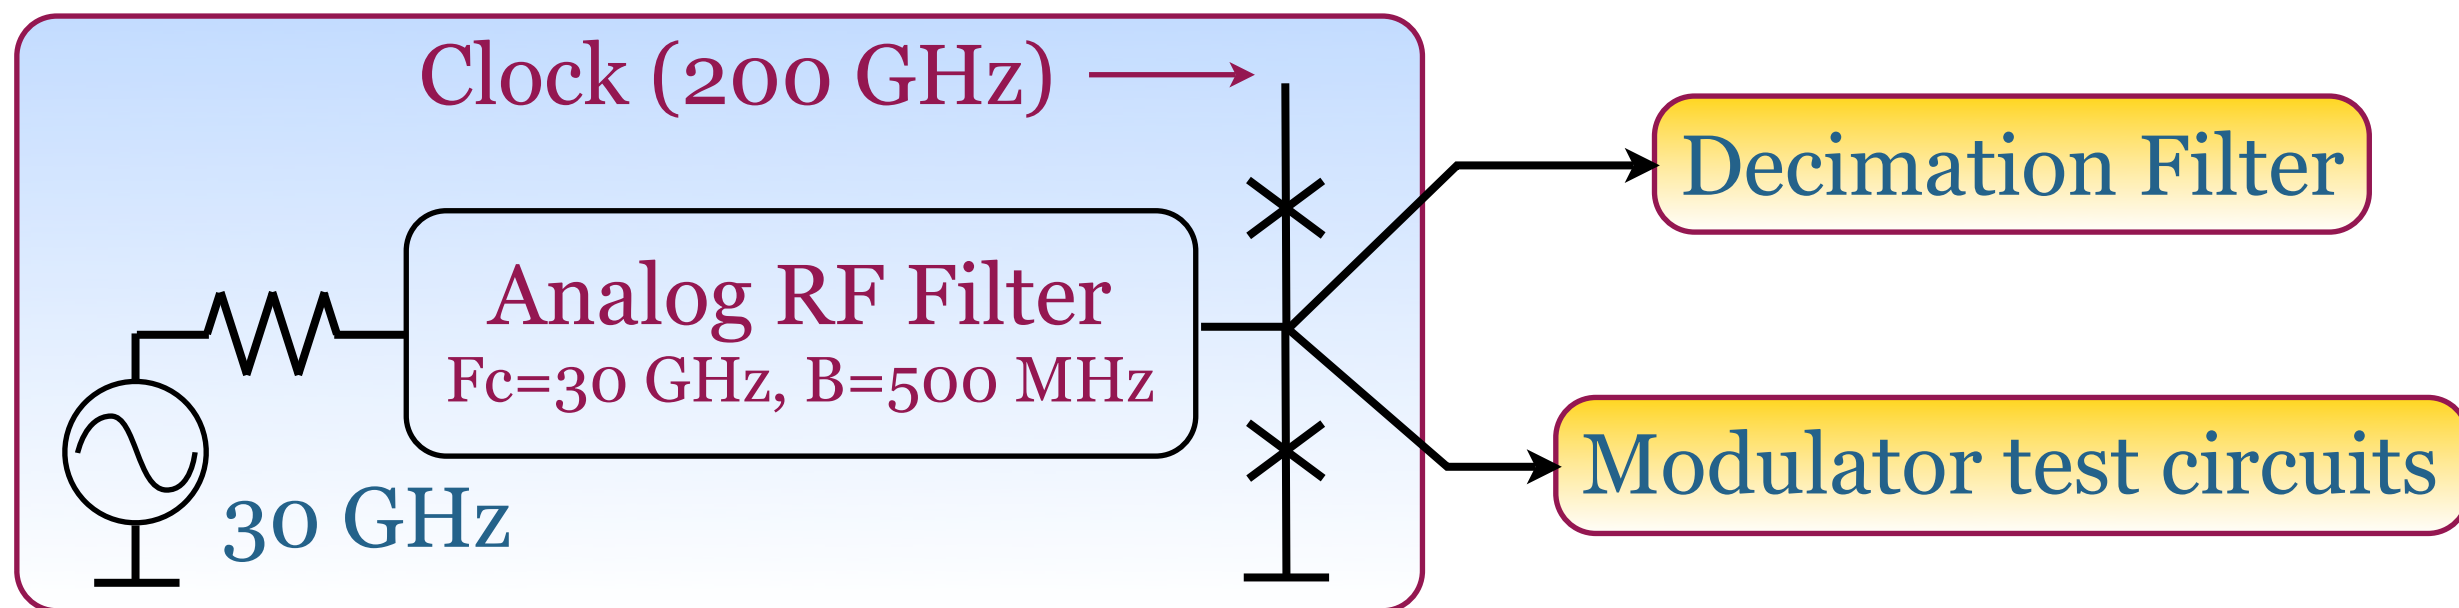 Clock (200 GHz)
Decimation Filter
Analog RF Filter
Fc=30 GHz, B=500 MHz
Modulator test circuits
30 GHz